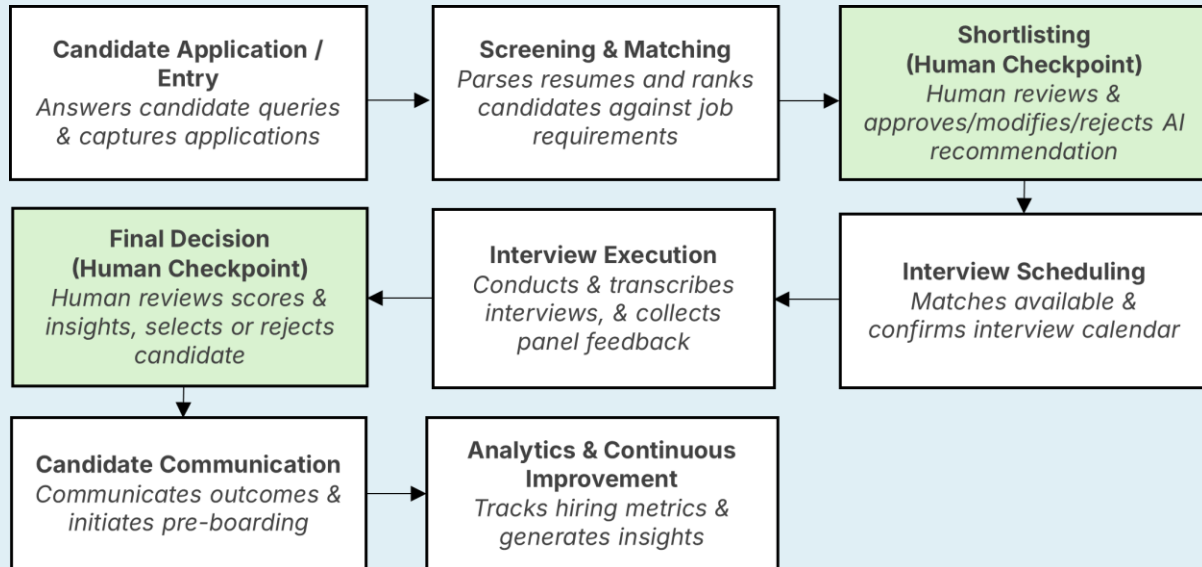 Candidate Application /
Entry
Answers candidate queries
& captures applications
Screening & Matching
Parses resumes and ranks
candidates against job
requirements
Shortlisting
(Human Checkpoint)
Human reviews &
approves/modifies/rejects AI
recommendation
Interview Scheduling
Matches available &
confirms interview calendar
Interview Execution
Conducts & transcribes
interviews, & collects
panel feedback
Final Decision
(Human Checkpoint)
Human reviews scores &
insights, selects or rejects
candidate
Candidate Communication
Communicates outcomes &
initiates pre-boarding
Analytics & Continuous
Improvement
Tracks hiring metrics &
generates insights